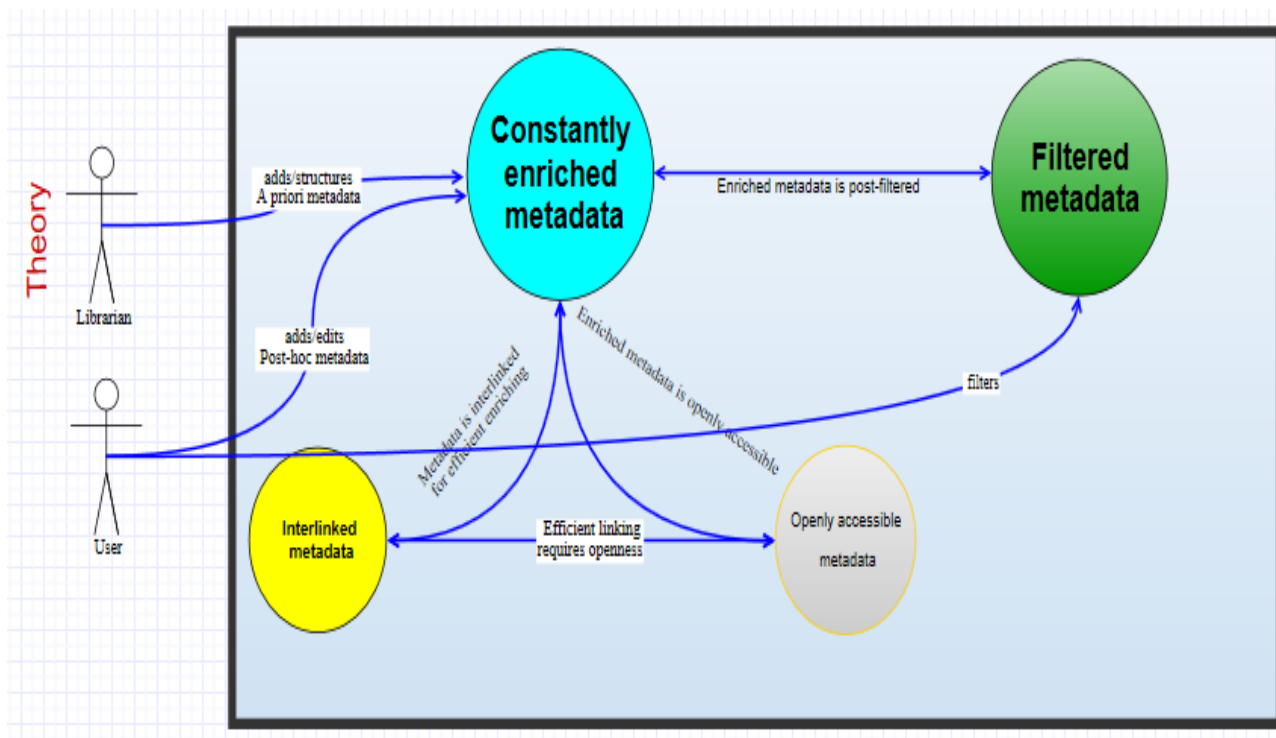 Theory
Librarian
User
adds/structures
A priori metadata
adds/edits
Post-hoc metadata
Constantly
enriched
metadata
Enriched metadata is post-filtered
Filtered
metadata
Metadata is interlinked
for efficient enriching
Enriched metadata is openly accessible
filters
Interlinked
metadata
Efficient linking
requires openness
Openly accessible
metadata